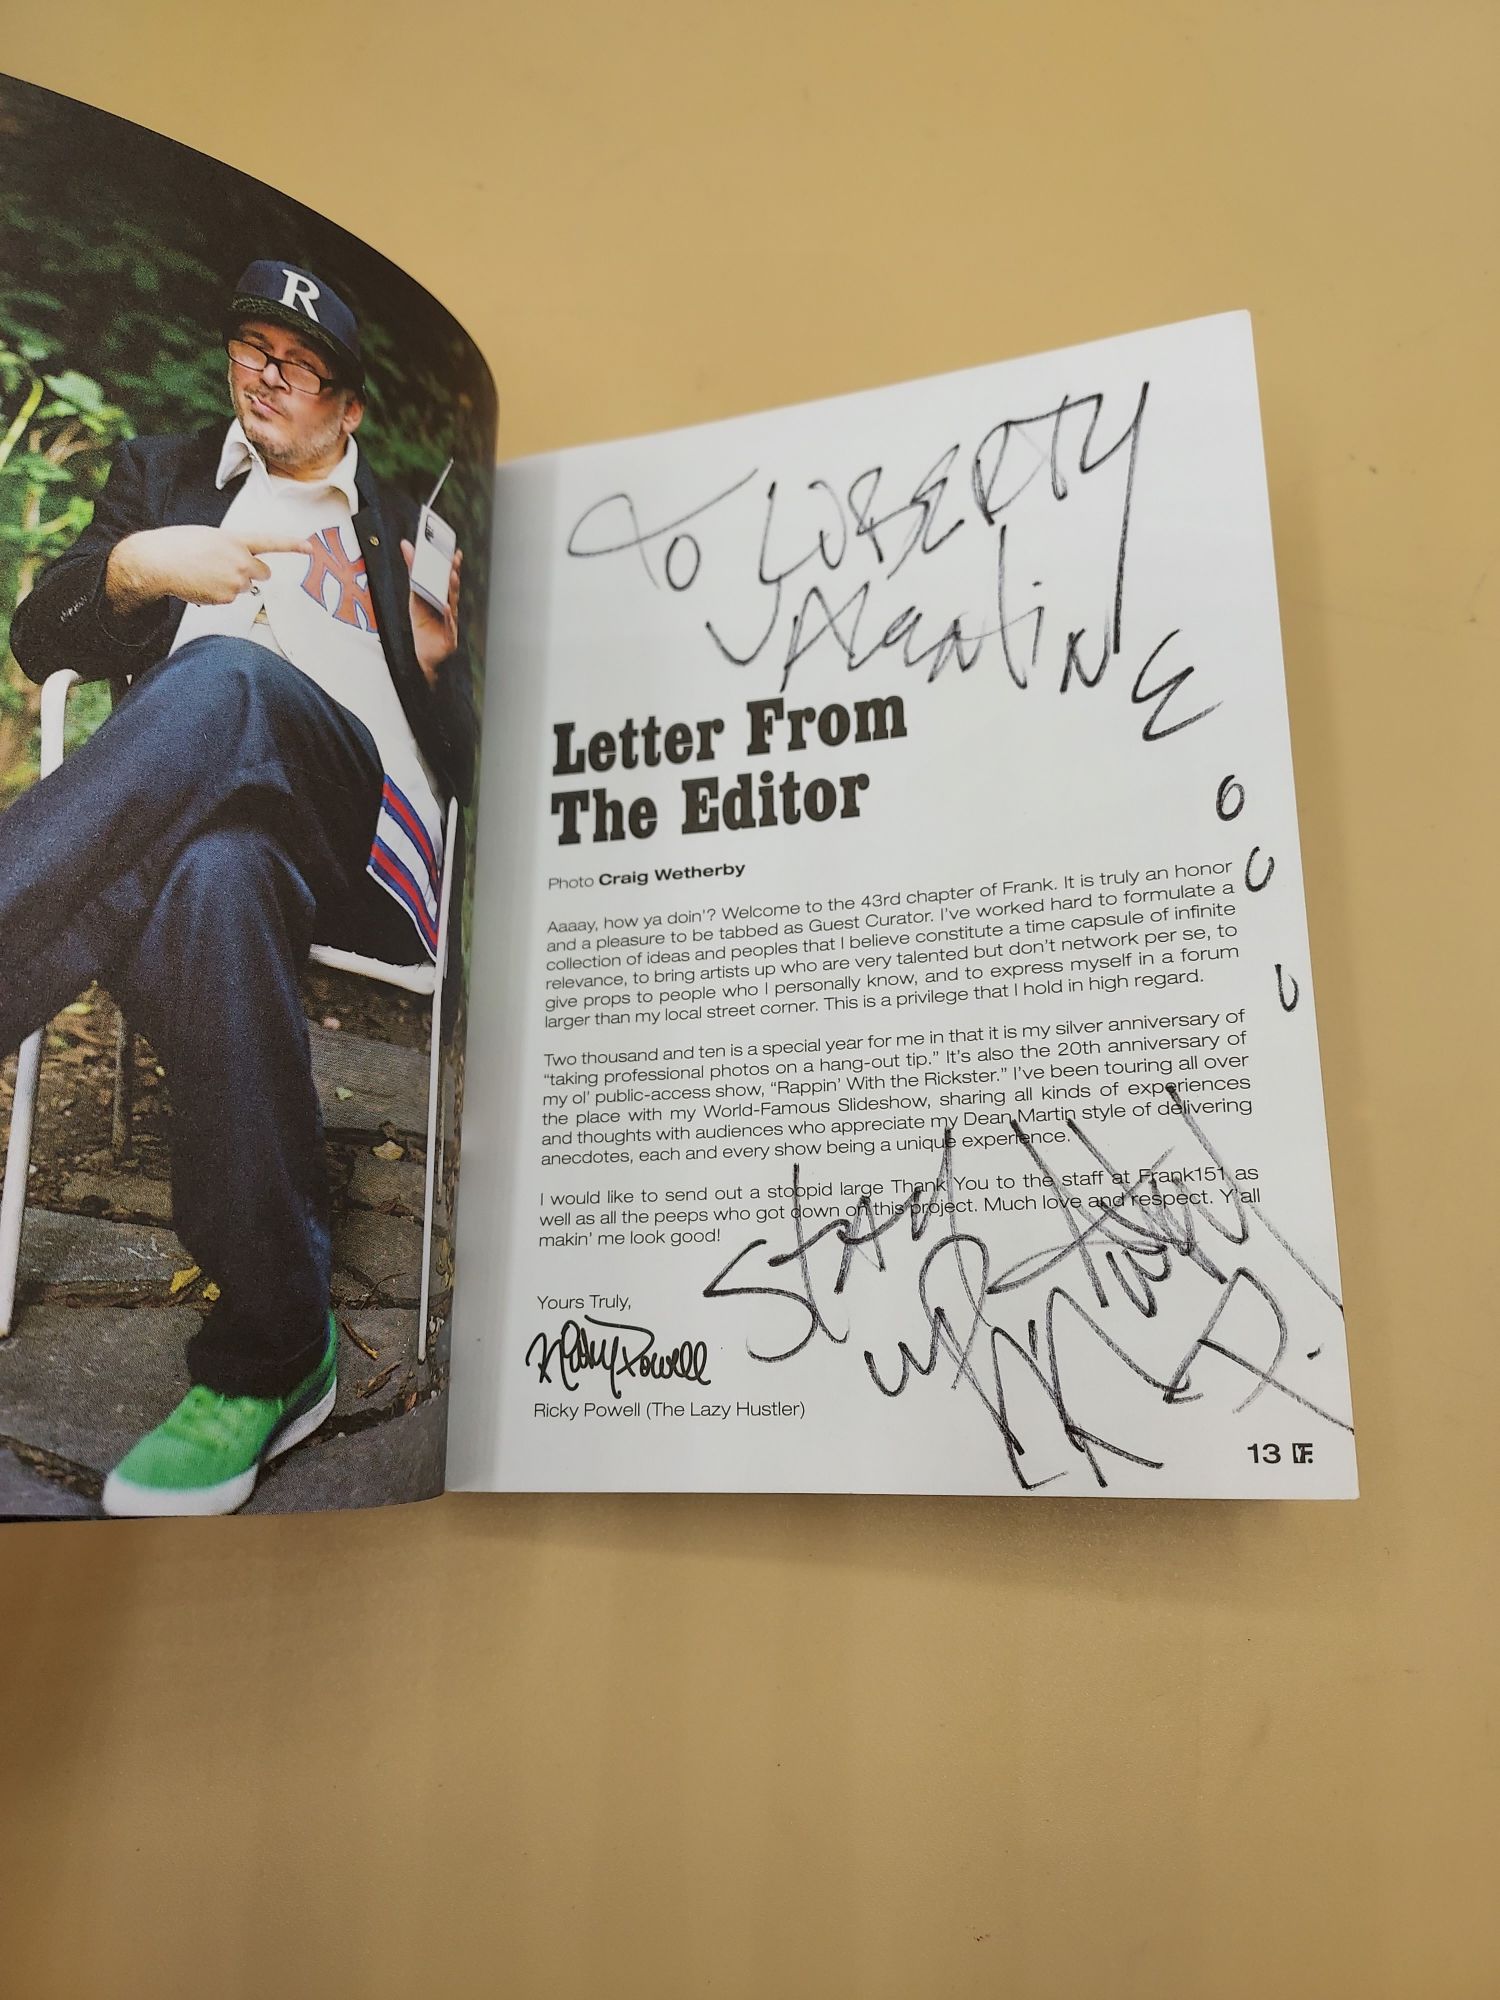 R
NY
TO LIBERTY
VALENTINE
Letter From
The Editor
Photo Craig Wetherby
Aaaay, how ya doin'? Welcome to the 43rd chapter of Frank. It is truly an honor
and a pleasure to be tabbed as Guest Curator. I've worked hard to formulate a
collection of ideas and peoples that I believe constitute a time capsule of infinite
relevance, to bring artists up who are very talented but don't network per se, to
give props to people who I personally know, and to express myself in a forum
larger than my local street corner. This is a privilege that I hold in high regard.
Two thousand and ten is a special year for me in that it is my silver anniversary of
"taking professional photos on a hang-out tip." It's also the 20th anniversary of
my ol' public-access show, "Rappin' With the Rickster." I've been touring all over
the place with my World-Famous Slideshow, sharing all kinds of experiences
and thoughts with audiences who appreciate my Dean Martin style of delivering
anecdotes, each and every show being a unique experience.
I would like to send out a stoopid large Thank You to the staff at Frank151 as
well as all the peeps who got down on this project. Much love and respect. Y'all
makin' me look good!
Yours Truly,
Ricky Powell
Ricky Powell (The Lazy Hustler)
13 F.